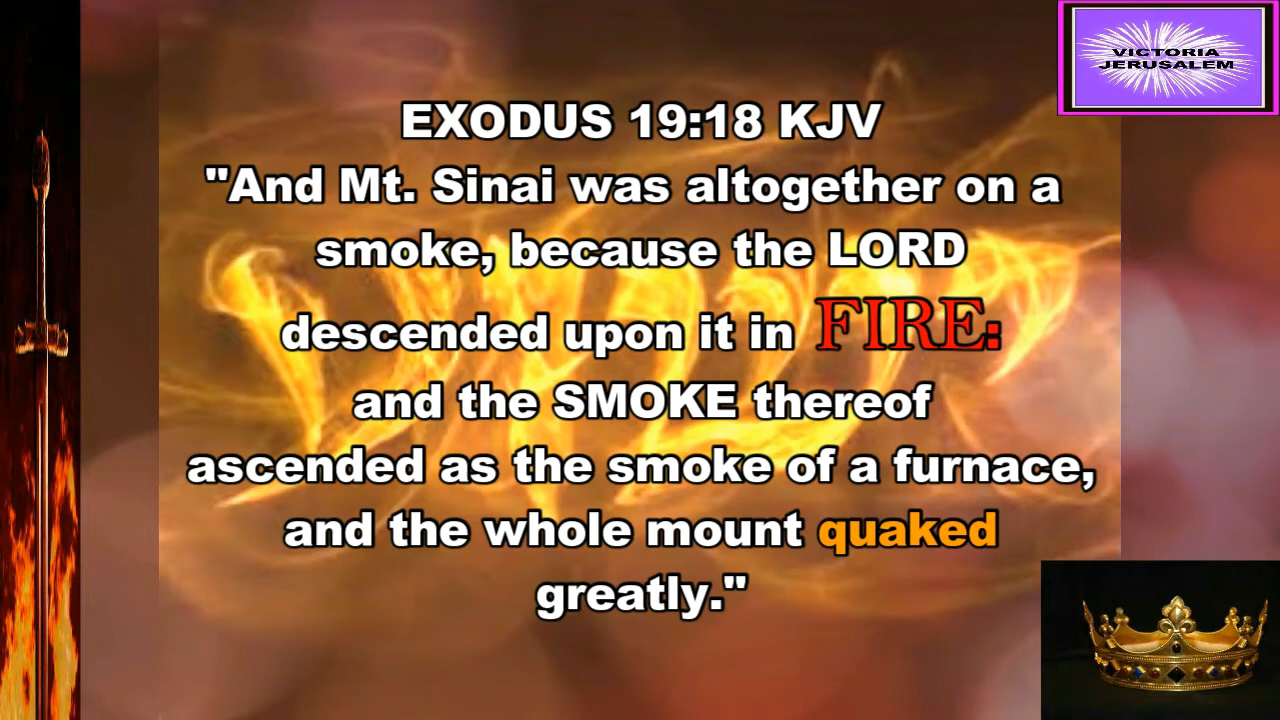 VICTORIA
JERUSALEM
EXODUS 19:18 KJV
"And Mt. Sinai was altogether on a
smoke, because the LORD
descended upon it in FIRE:
and the SMOKE thereof
ascended as the smoke of a furnace,
and the whole mount quaked
greatly."